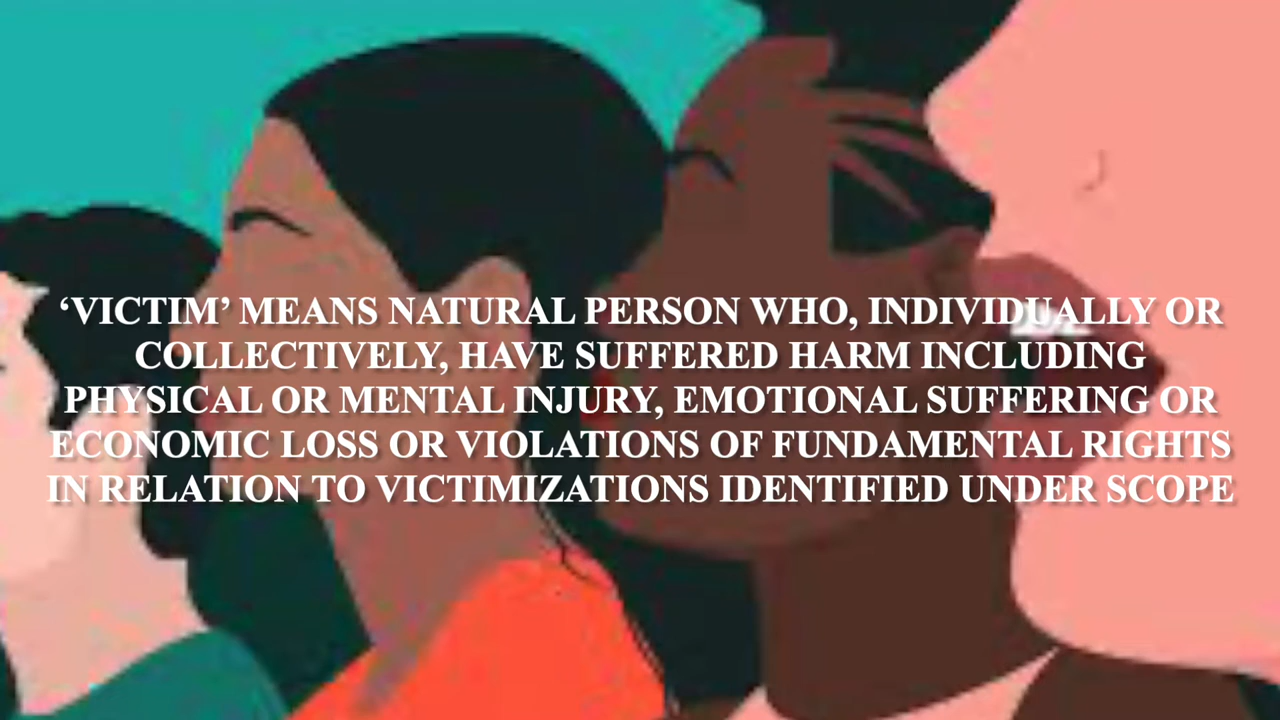 ‘VICTIM’ MEANS NATURAL PERSON WHO, INDIVIDUALLY OR
COLLECTIVELY, HAVE SUFFERED HARM INCLUDING
PHYSICAL OR MENTAL INJURY, EMOTIONAL SUFFERING OR
ECONOMIC LOSS OR VIOLATIONS OF FUNDAMENTAL RIGHTS
IN RELATION TO VICTIMIZATIONS IDENTIFIED UNDER SCOPE